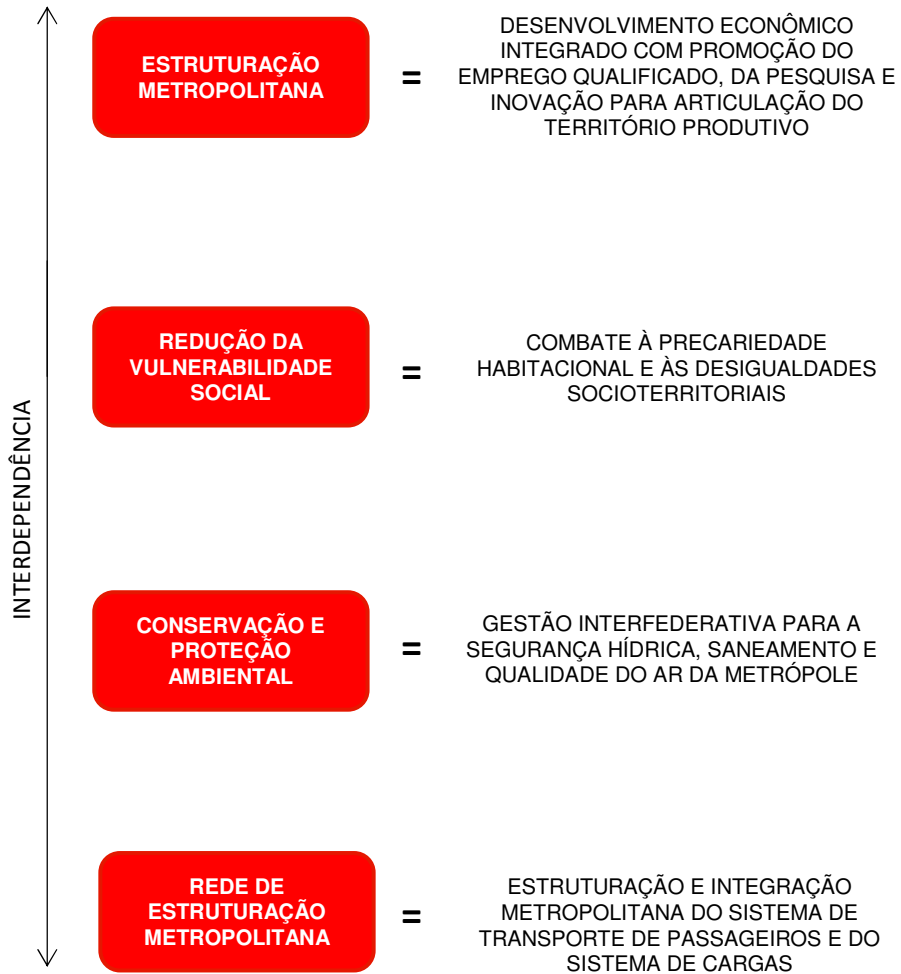 ESTRUTURAÇÃO
METROPOLITANA
=
DESENVOLVIMENTO ECONÔMICO
INTEGRADO COM PROMOÇÃO DO
EMPREGO QUALIFICADO, DA PESQUISA E
INOVAÇÃO PARA ARTICULAÇÃO DO
TERRITÓRIO PRODUTIVO
REDUÇÃO DA
VULNERABILIDADE
SOCIAL
=
COMBATE À PRECARIEDADE
HABITACIONAL E ÀS DESIGUALDADES
SOCIOTERRITORIAIS
INTERDEPENDÊNCIA
CONSERVAÇÃO E
PROTEÇÃO
AMBIENTAL
=
GESTÃO INTERFEDERATIVA PARA A
SEGURANÇA HÍDRICA, SANEAMENTO E
QUALIDADE DO AR DA METRÓPOLE
REDE DE
ESTRUTURAÇÃO
METROPOLITANA
=
ESTRUTURAÇÃO E INTEGRAÇÃO
METROPOLITANA DO SISTEMA DE
TRANSPORTE DE PASSAGEIROS E DO
SISTEMA DE CARGAS